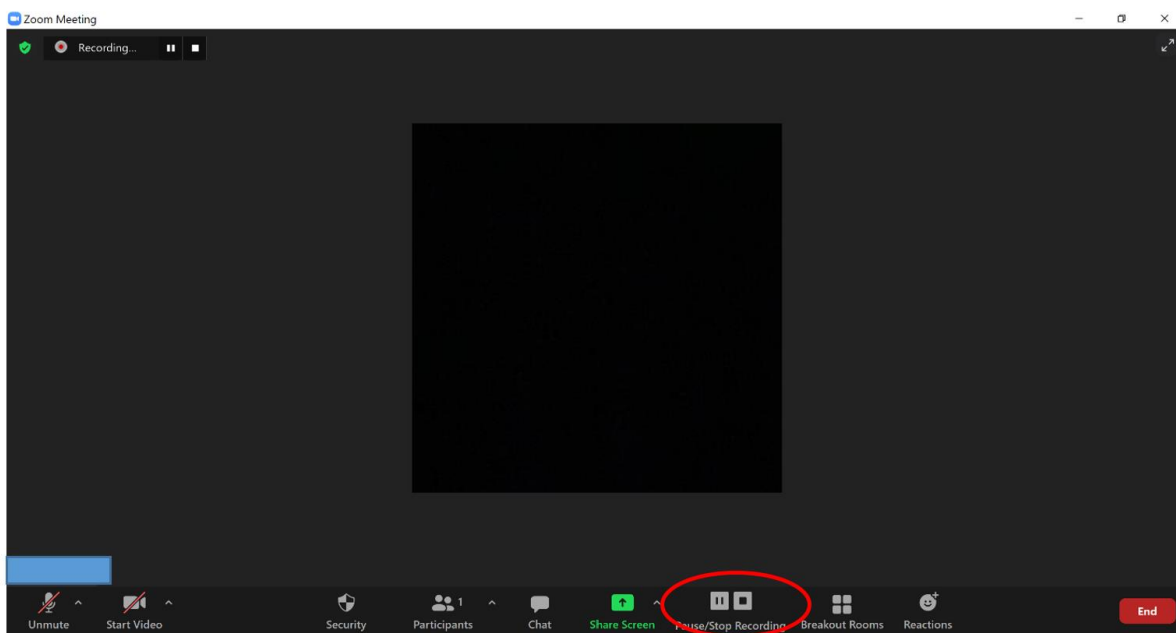 Zoom Meeting
Recording...
1
Unmute Start Video Security Participants Chat Share Screen Pause/Stop Recording Breakout Rooms Reactions End